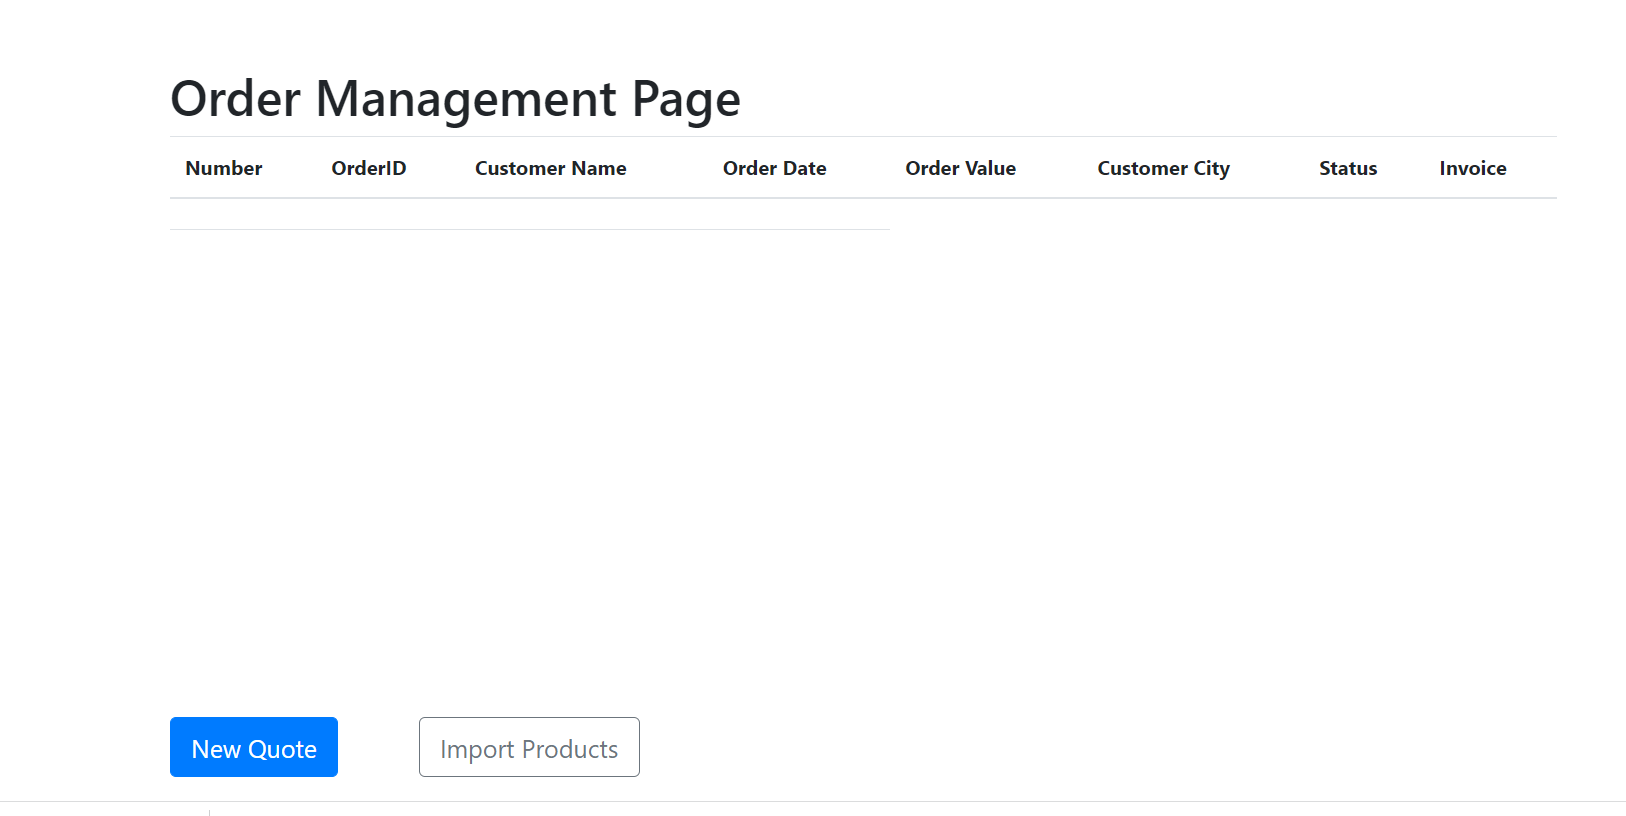 Order Management Page
Number OrderID Customer Name Order Date Order Value Customer City Status Invoice
New Quote Import Products